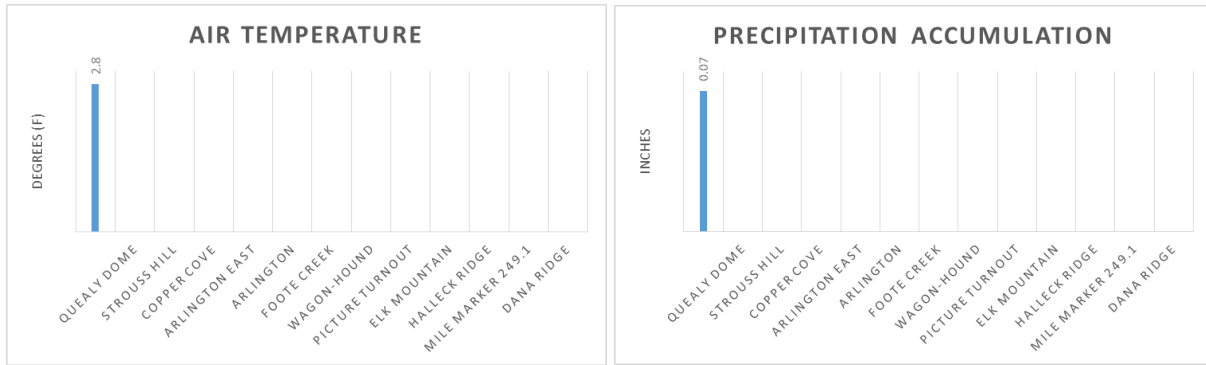 AIR TEMPERATURE
DEGREES (F)
2.8
QUEALY DOME
STROUSS HILL
COPPER COVE
ARLINGTON EAST
ARLINGTON
FOOTE CREEK
WAGON-HOUND
PICTURE TURNOUT
ELK MOUNTAIN
HALLECK RIDGE
MILE MARKER 249.1
DANA RIDGE
PRECIPITATION ACCUMULATION
INCHES
0.07
QUEALY DOME
STROUSS HILL
COPPER COVE
ARLINGTON EAST
ARLINGTON
FOOTE CREEK
WAGON-HOUND
PICTURE TURNOUT
ELK MOUNTAIN
HALLECK RIDGE
MILE MARKER 249.1
DANA RIDGE